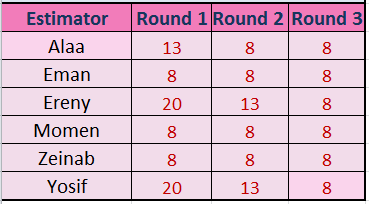 Estimator Round 1 Round 2 Round 3
Alaa 13 8 8
Eman 8 8 8
Ereny 20 13 8
Momen 8 8 8
Zeinab 8 8 8
Yosif 20 13 8